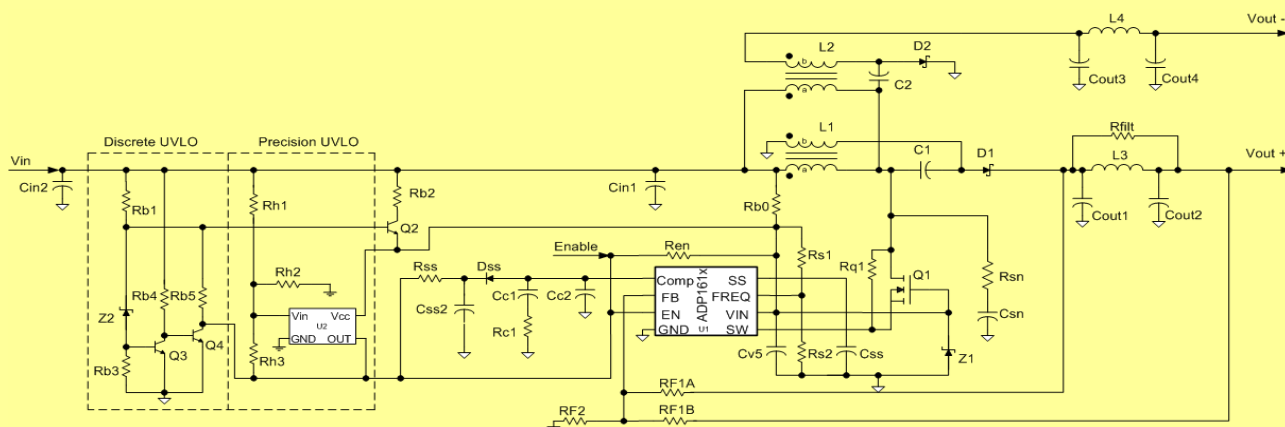 L4
Vout -
L2
D2
b
C2
Cout3
Cout4
a
Discrete UVLO
Precision UVLO
L1
Rfilt
Vin
b
C1
D1
L3
Vout +
a
Cin2
Rb1
Rh1
Rb2
Cin1
Rb0
Cout1
Cout2
Q2
Enable
Ren
Rs1
Rh2
Rss
Dss
Rq1
Q1
Rsn
Rb4
Rb5
Comp
SS
Z2
Vin
Vcc
U2
Css2
Cc1
Cc2
FB
ADP161x
FREQ
EN
VIN
Csn
GND
OUT
GND
U1
SW
Q3
Q4
Rc1
Rb3
Rh3
Cv5
Rs2
Css
Z1
RF1A
RF2
RF1B